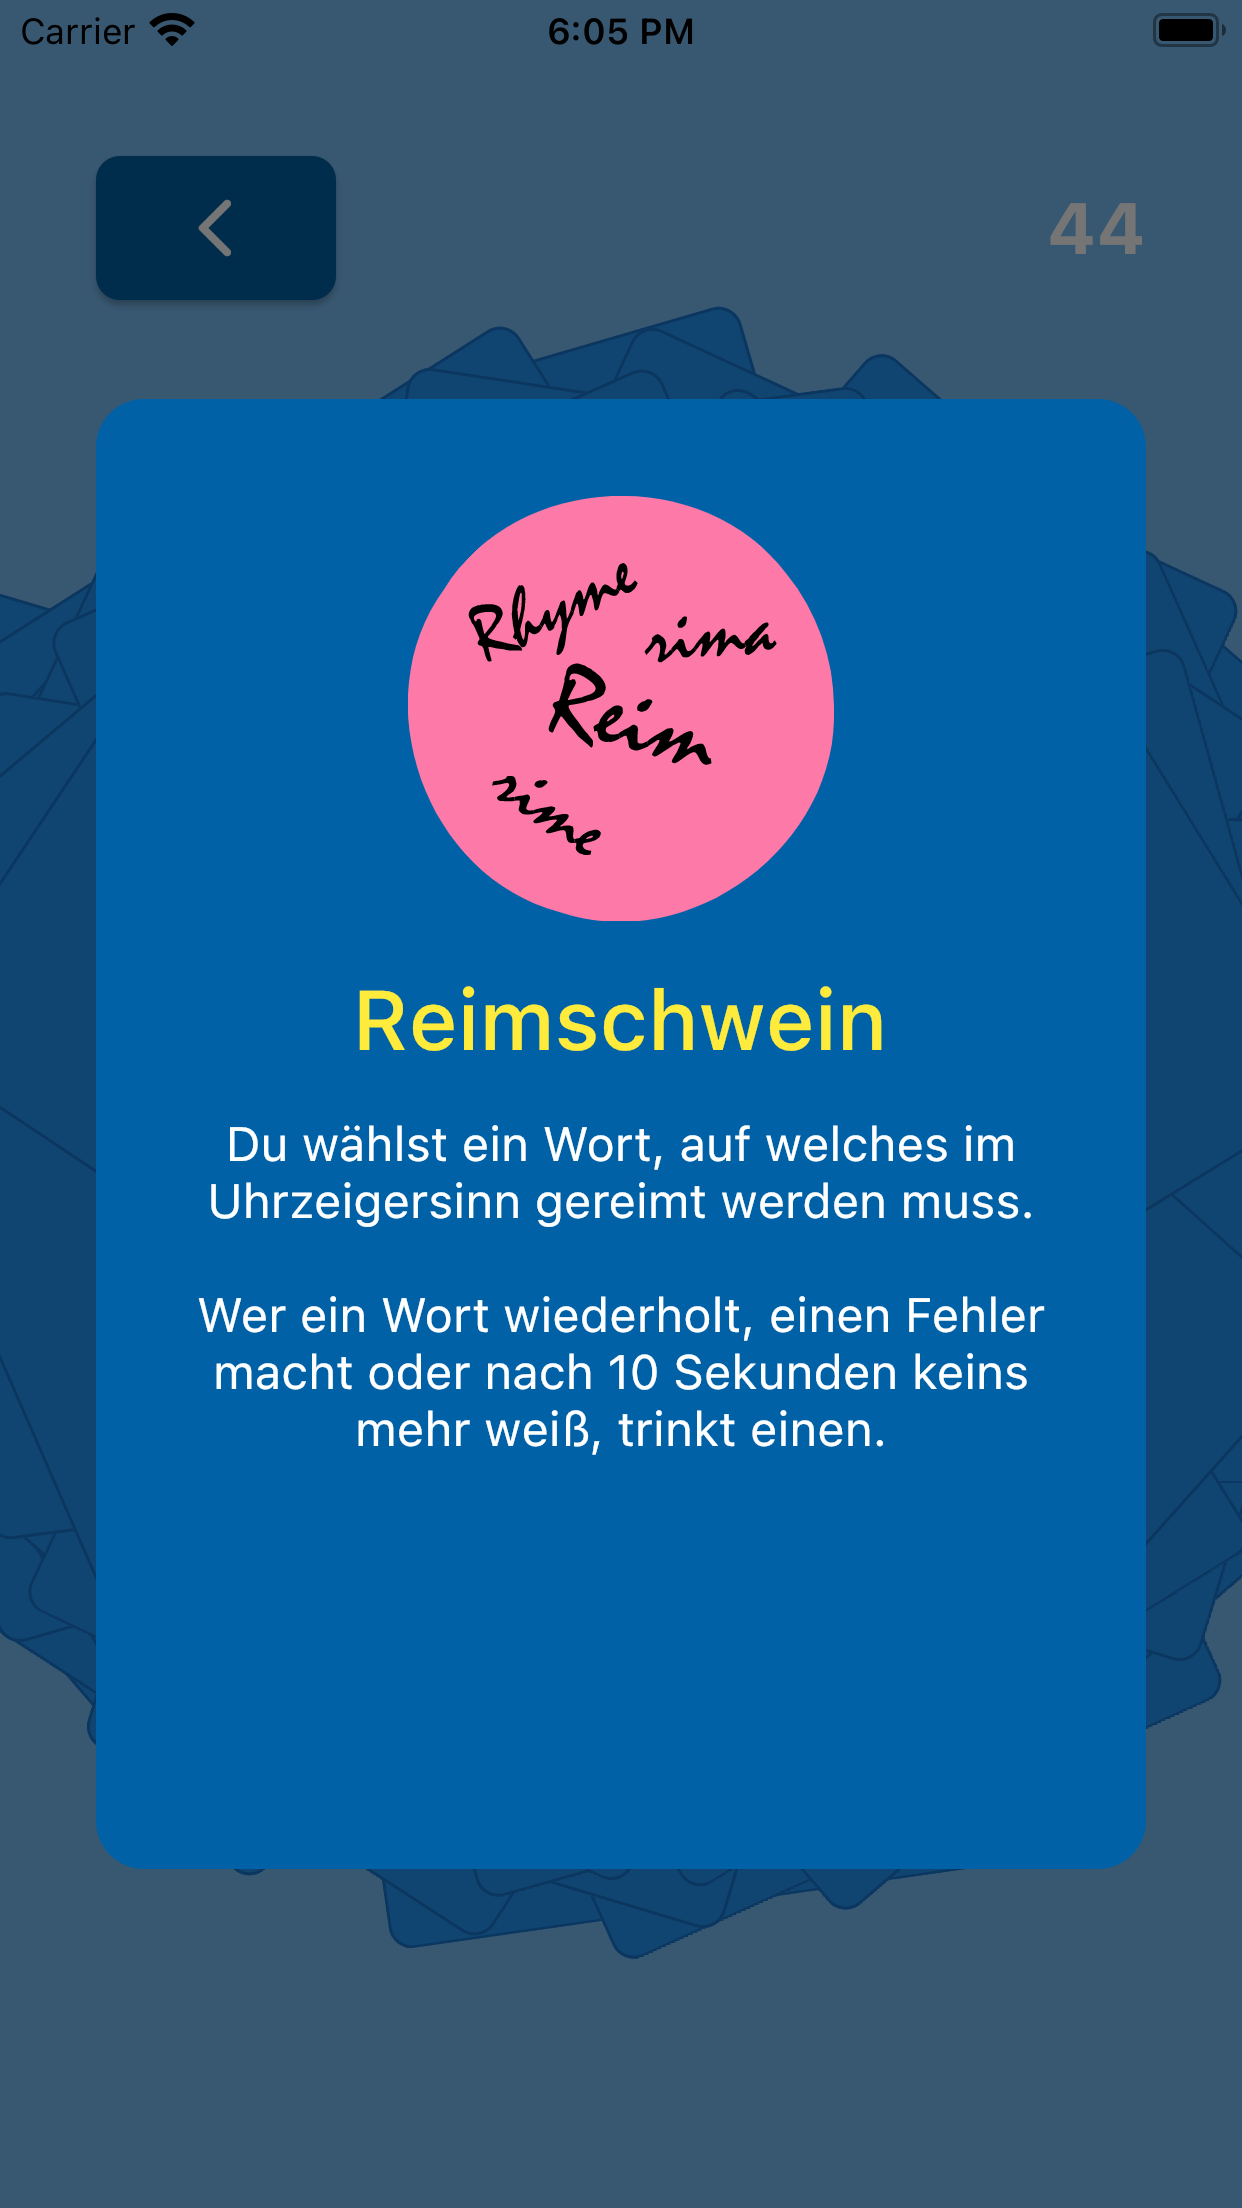 Carrier 6:05 PM
44
Rhyme
rima
Reim
rime
Reimschwein
Du wählst ein Wort, auf welches im
Uhrzeigersinn gereimt werden muss.
Wer ein Wort wiederholt, einen Fehler
macht oder nach 10 Sekunden keins
mehr weiß, trinkt einen.